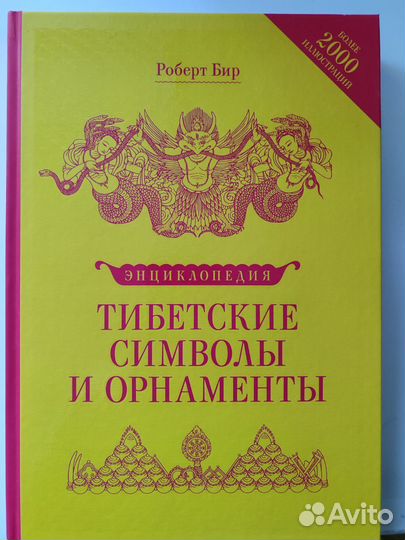 Роберт Бир
БОЛЕЕ
2000
ИЛЛЮСТРАЦИЙ
ЭНЦИКЛОПЕДИЯ
ТИБЕТСКИЕ
СИМВОЛЫ
И ОРНАМЕНТЫ
Avito